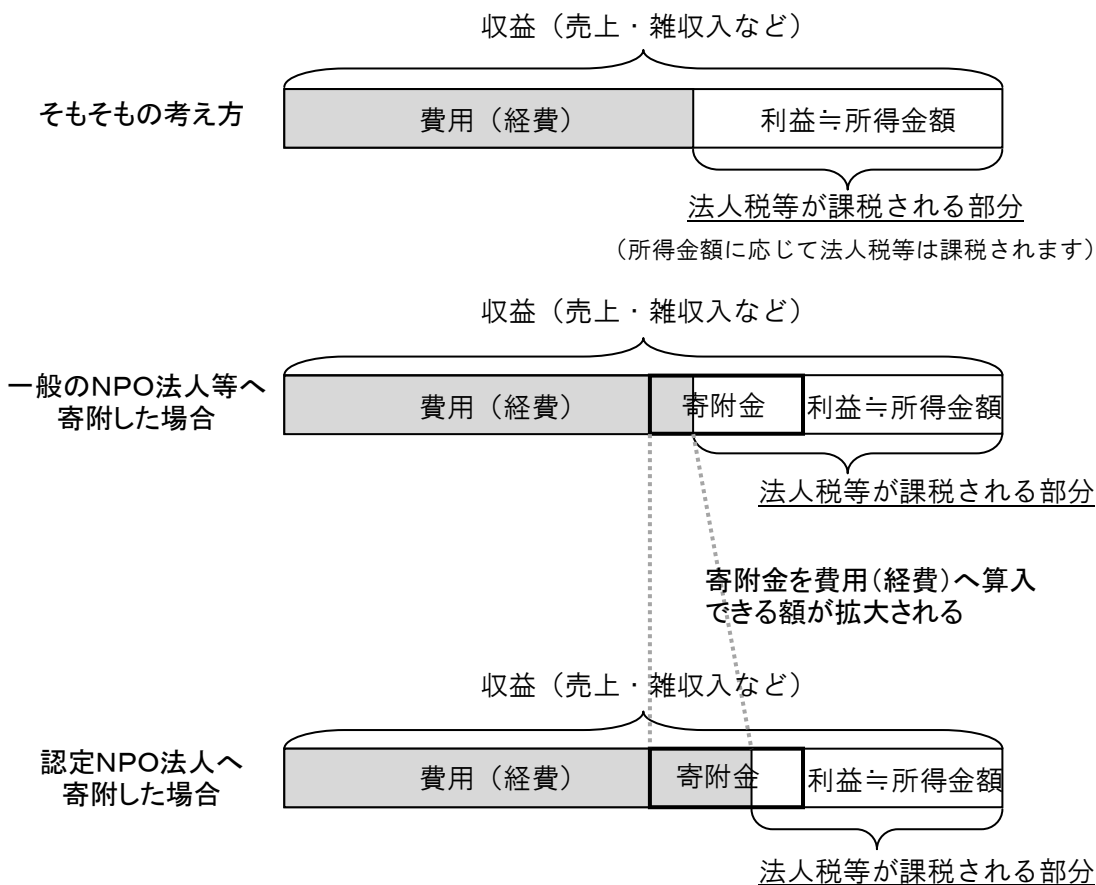 収益（売上・雑収入など）
そもそもの考え方
費用（経費）
利益≒所得金額
法人税等が課税される部分
（所得金額に応じて法人税等は課税されます）
収益（売上・雑収入など）
一般のNPO法人等へ
寄附した場合
費用（経費）
寄附金
利益≒所得金額
法人税等が課税される部分
寄附金を費用（経費）へ算入
できる額が拡大される
収益（売上・雑収入など）
認定NPO法人へ
寄附した場合
費用（経費）
寄附金
利益≒所得金額
法人税等が課税される部分